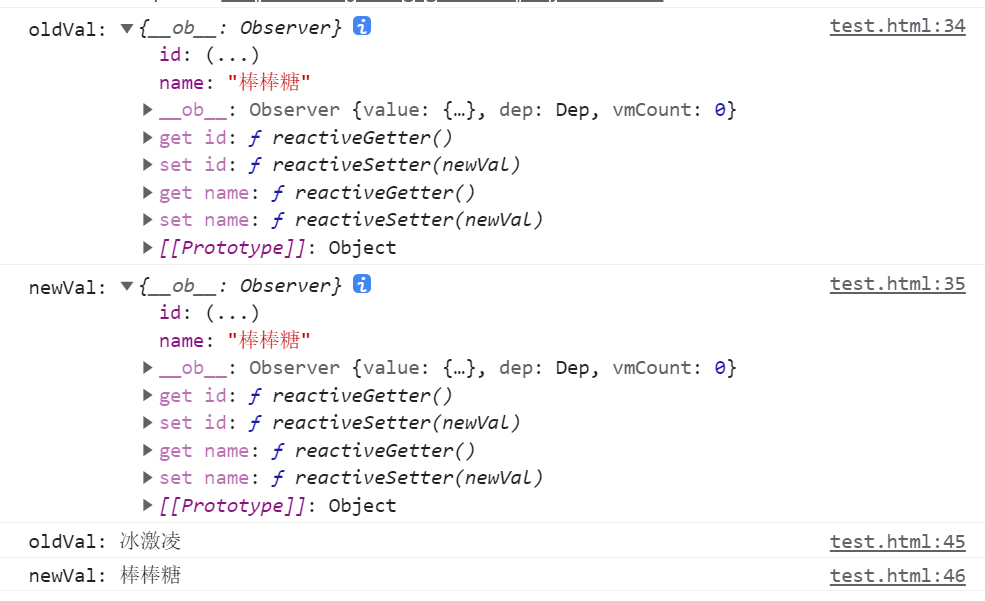 oldVal: ▼{__ob__: Observer} i test.html:34
id: (...)
name: "棒棒糖"
▶ __ob__: Observer {value: {…}, dep: Dep, vmCount: 0}
▶ get id: ƒ reactiveGetter()
▶ set id: ƒ reactiveSetter(newVal)
▶ get name: ƒ reactiveGetter()
▶ set name: ƒ reactiveSetter(newVal)
▶ [[Prototype]]: Object
newVal: ▼{__ob__: Observer} i test.html:35
id: (...)
name: "棒棒糖"
▶ __ob__: Observer {value: {…}, dep: Dep, vmCount: 0}
▶ get id: ƒ reactiveGetter()
▶ set id: ƒ reactiveSetter(newVal)
▶ get name: ƒ reactiveGetter()
▶ set name: ƒ reactiveSetter(newVal)
▶ [[Prototype]]: Object
oldVal: 冰激凌 test.html:45
newVal: 棒棒糖 test.html:46